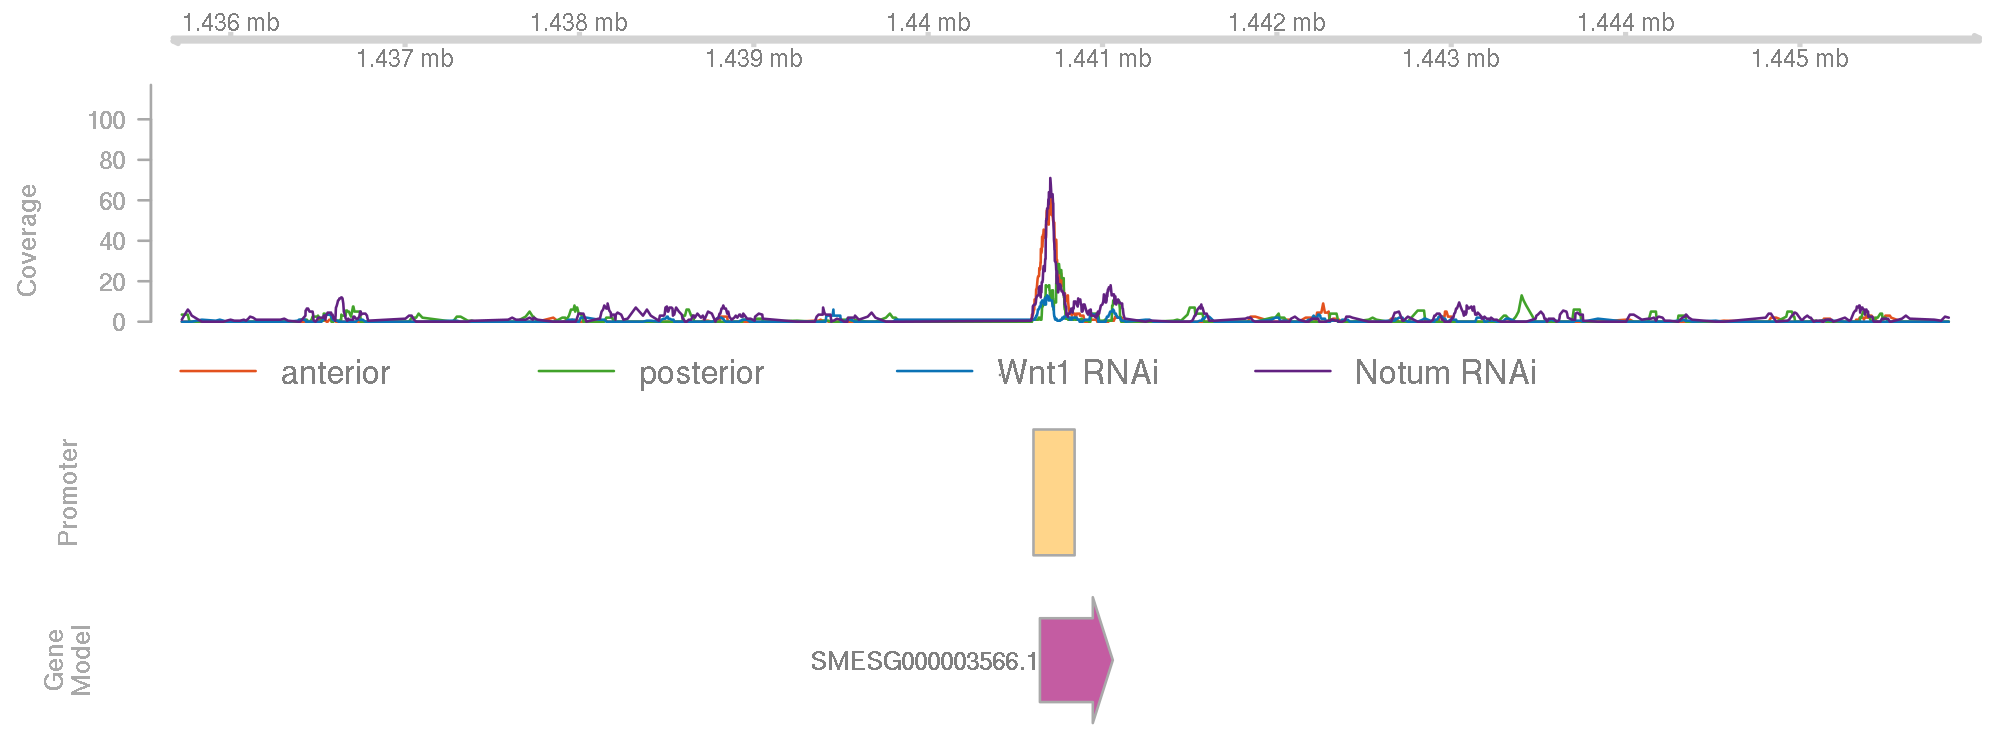 1.436 mb 1.438 mb 1.44 mb 1.442 mb 1.444 mb
1.437 mb 1.439 mb 1.441 mb 1.443 mb 1.445 mb
Coverage
100
80
60
40
20
0
anterior posterior Wnt1 RNAi Notum RNAi
Promoter
Gene
Model
SMESG000003566.1